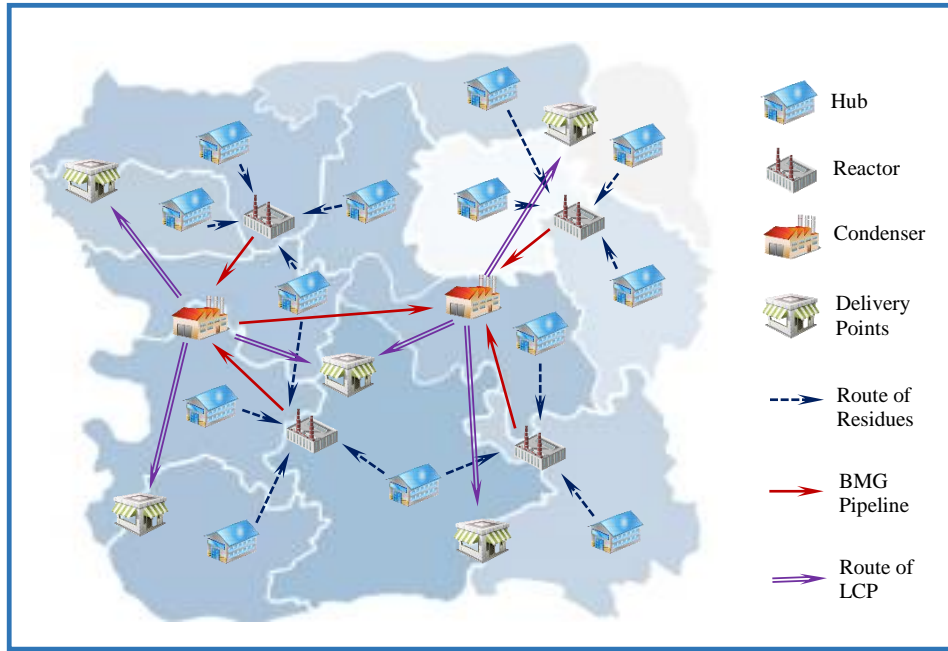 Hub
Reactor
Condenser
Delivery
Points
Route of
Residues
BMG
Pipeline
Route of
LCP